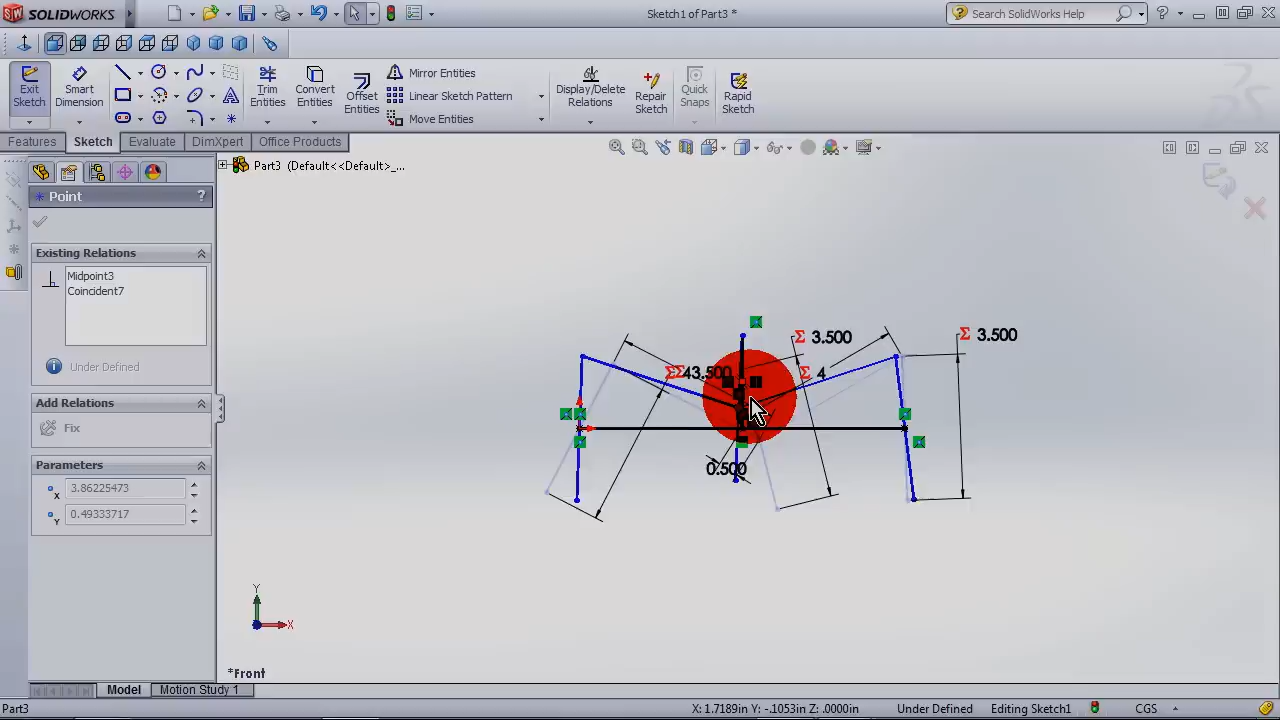 SOLIDWORKS
Sketch1 of Part3 *
Search SolidWorks Help
Exit Sketch
Smart Dimension
Trim Entities
Convert Entities
Offset Entities
Mirror Entities
Linear Sketch Pattern
Move Entities
Display/Delete Relations
Repair Sketch
Quick Snaps
Rapid Sketch
Features
Sketch
Evaluate
DimXpert
Office Products
Part3 (Default<<Default>_...
Point
?
Existing Relations
Midpoint3
Coincident7
Under Defined
Add Relations
Fix
Parameters
X 3.86225473
Y 0.49333717
Σ 3.500
Σ 3.500
ΣΣ43.500
Σ 4
0.500
Y
X
*Front
Model
Motion Study 1
Part3
X: 1.7189in Y: -.1053in Z: .0000in
Under Defined
Editing Sketch1
CGS